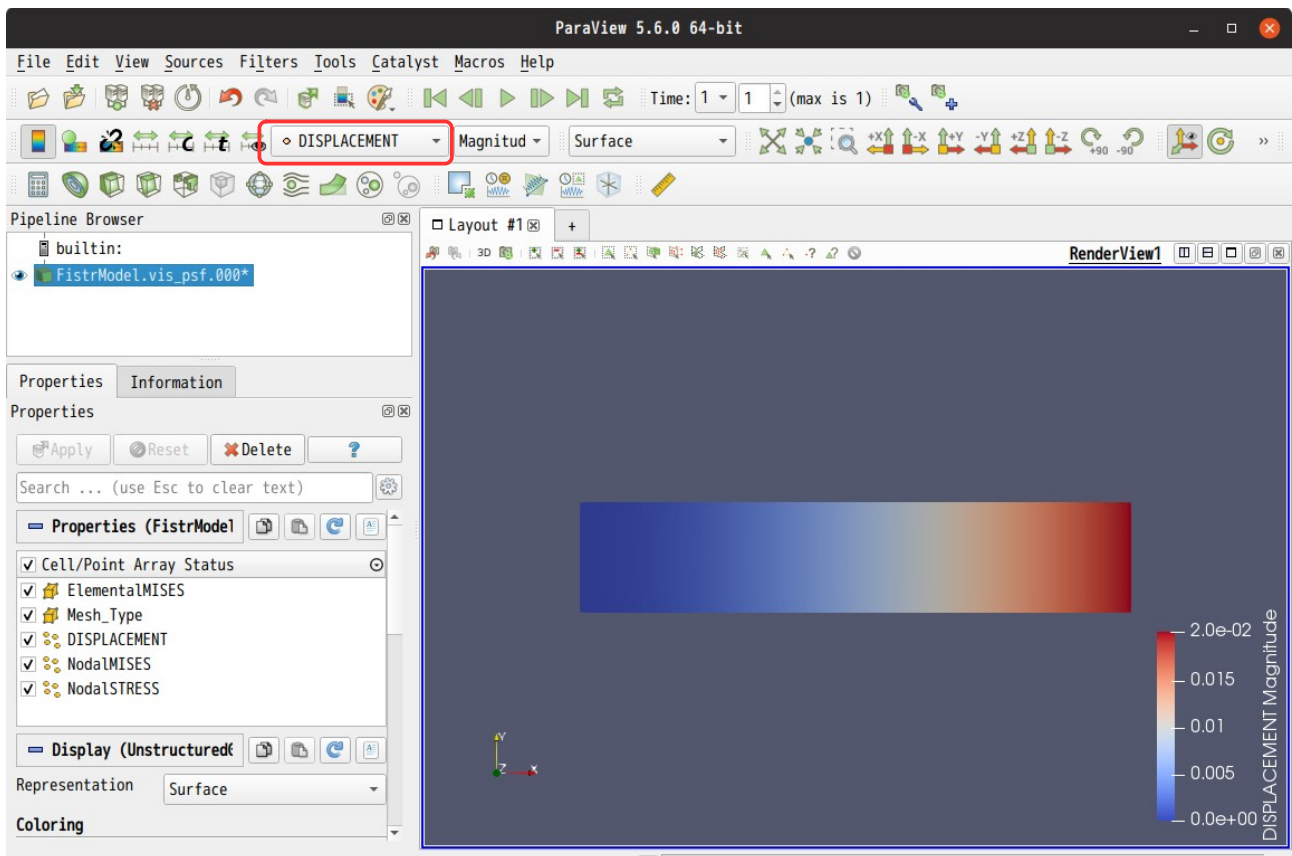 ParaView 5.6.0 64-bit
File Edit View Sources Filters Tools Catalyst Macros Help
Time: 1 1 (max is 1)
DISPLACEMENT Magnitud Surface
+X -X +Y -Y +Z -Z +90 -90 »
Pipeline Browser
builtin:
FistrModel.vis_psf.000*
Layout #1 +
3D RenderView1
Properties Information
Properties
Apply Reset Delete ?
Search ... (use Esc to clear text)
Properties (FistrModel
Cell/Point Array Status
ElementalMISES
Mesh_Type
DISPLACEMENT
NodalMISES
NodalSTRESS
Display (Unstructured
Representation Surface
Coloring
Y
Z X
DISPLACEMENT Magnitude
2.0e-02
0.015
0.01
0.005
0.0e+00